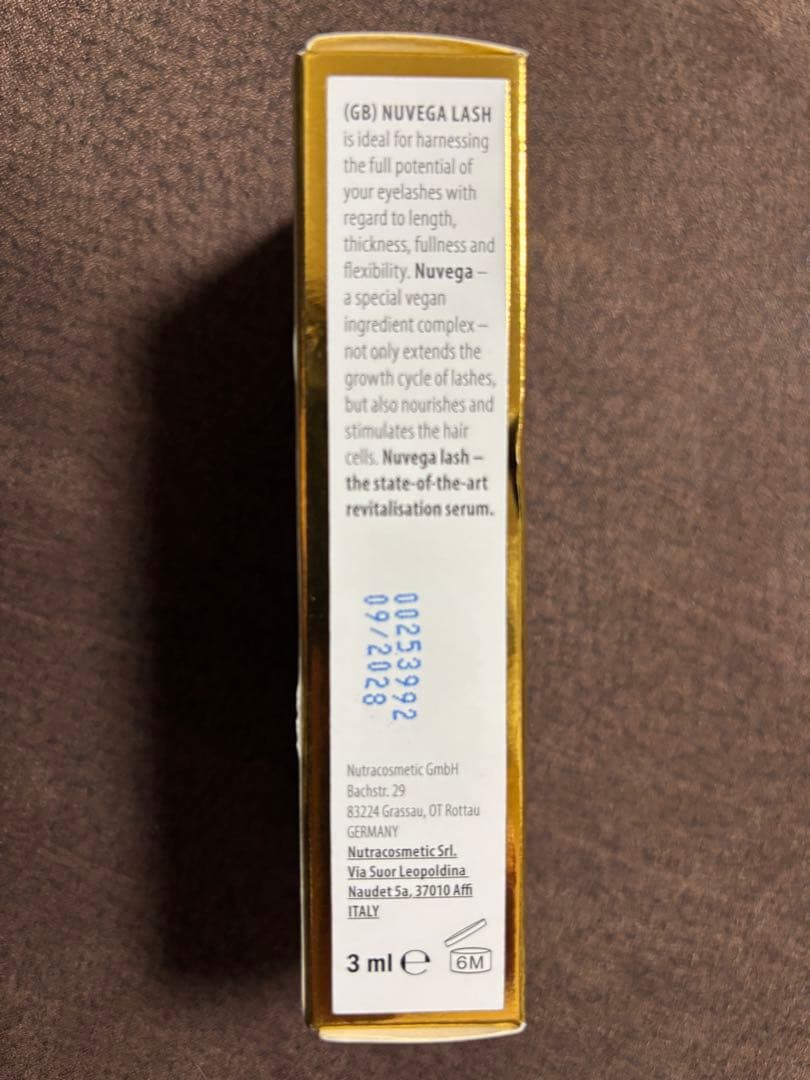 (GB) NUVEGA LASH
is ideal for harnessing
the full potential of
your eyelashes with
regard to length,
thickness, fullness and
flexibility. Nuvega –
a special vegan
ingredient complex –
not only extends the
growth cycle of lashes,
but also nourishes and
stimulates the hair
cells. Nuvega lash –
the state-of-the-art
revitalisation serum.
00253992
09/2028
Nutracosmetic GmbH
Bachstr. 29
83224 Grassau, OT Rottau
GERMANY
Nutracosmetic Srl.
Via Suor Leopoldina
Naudet 5a, 37010 Affi
ITALY
3 ml ℮ 6M